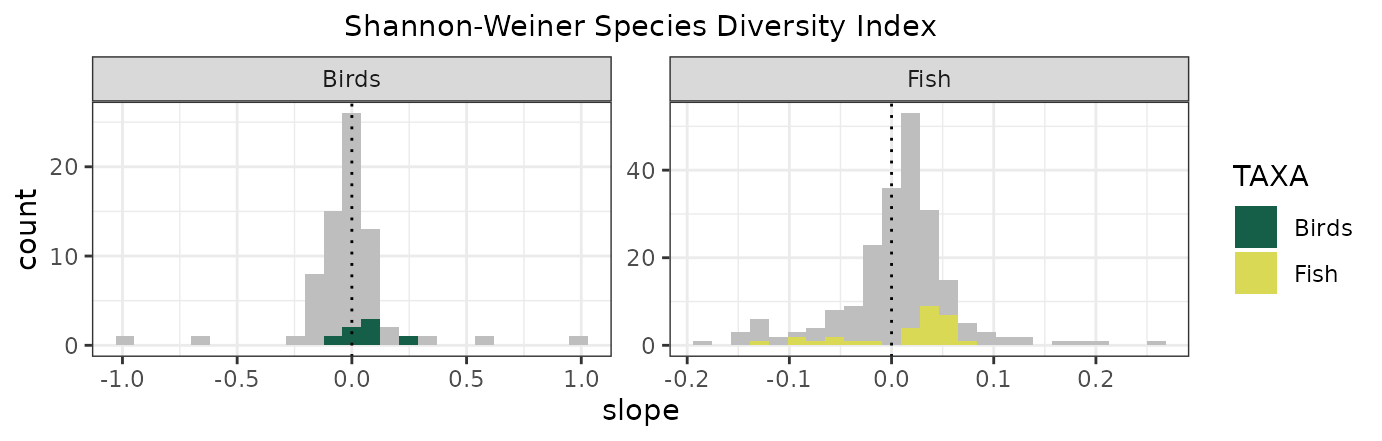 Shannon-Weiner Species Diversity Index
Birds
Fish
count
20
10
0
40
20
0
-1.0 -0.5 0.0 0.5 1.0
-0.2 -0.1 0.0 0.1 0.2
slope
TAXA
Birds
Fish